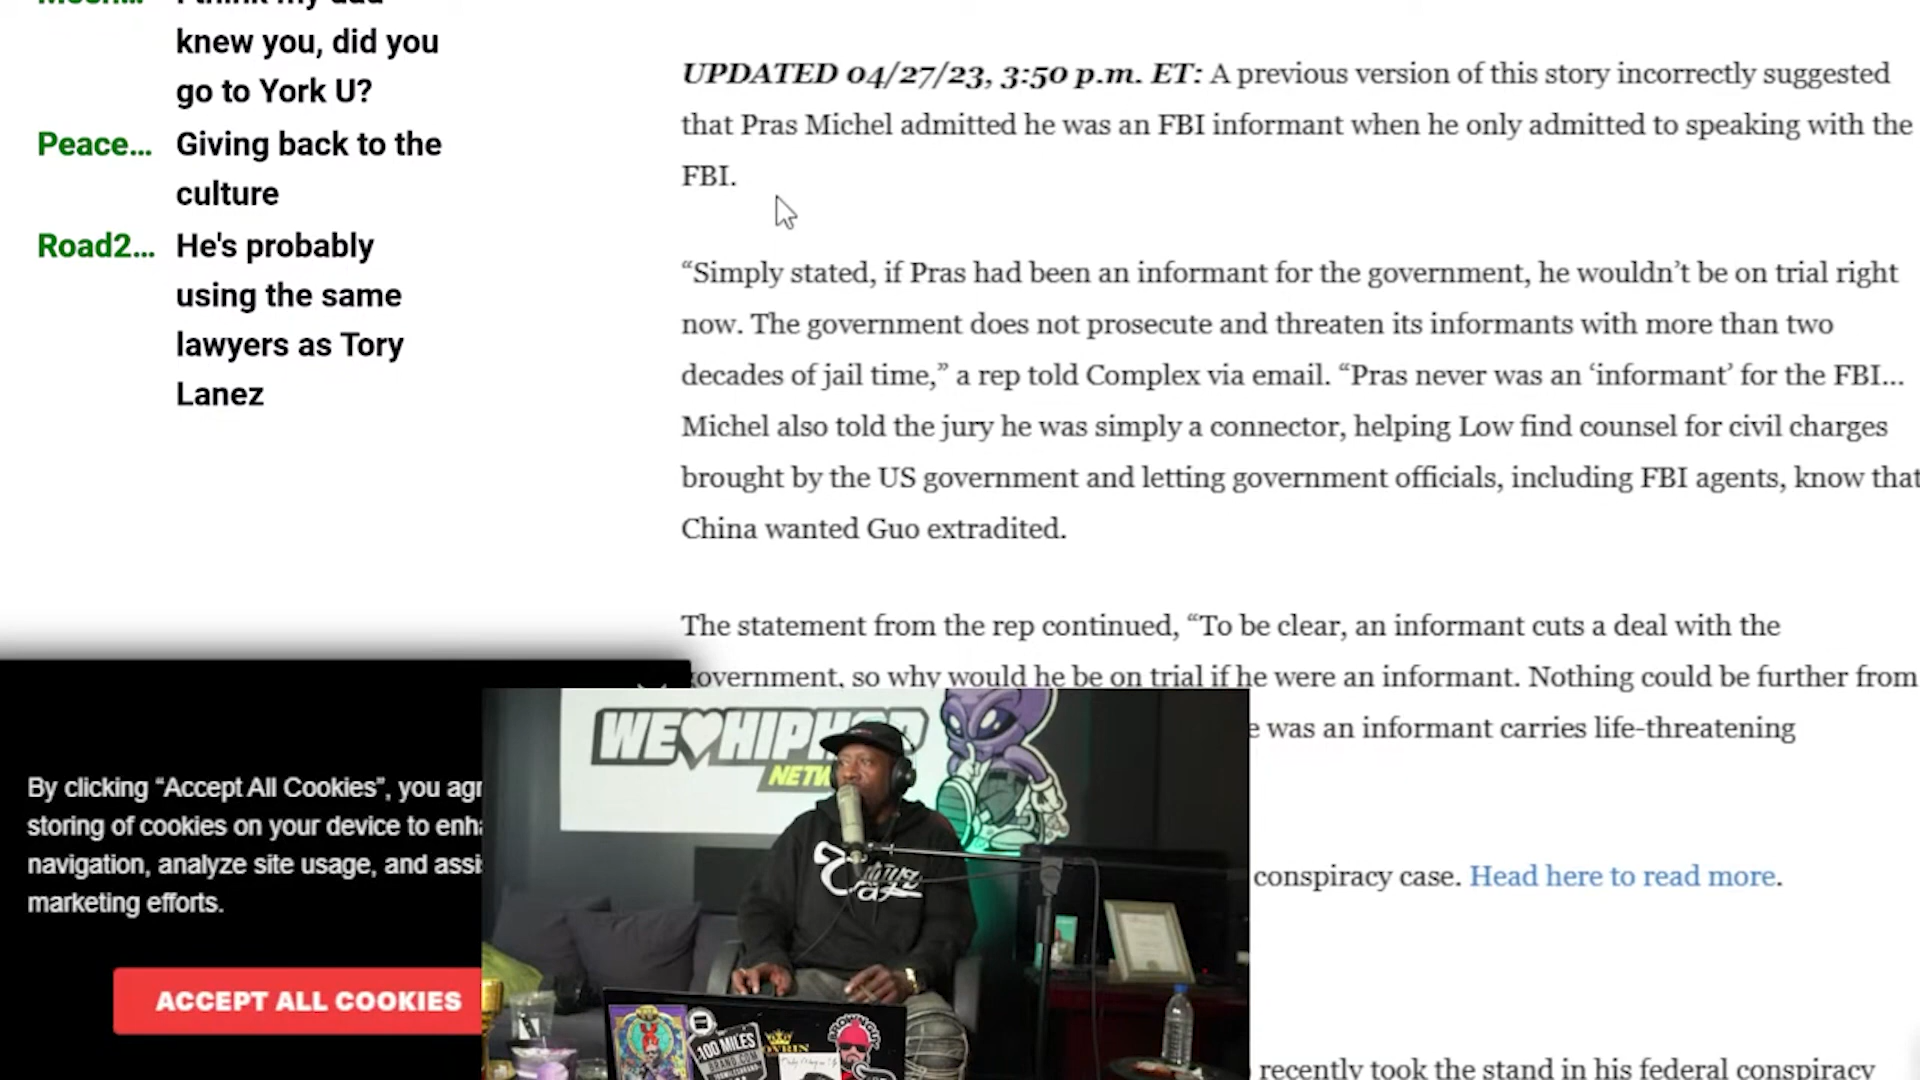 knew you, did you
go to York U?
Peace... Giving back to the
culture
Road2... He's probably
using the same
lawyers as Tory
Lanez
UPDATED 04/27/23, 3:50 p.m. ET: A previous version of this story incorrectly suggested
that Pras Michel admitted he was an FBI informant when he only admitted to speaking with the
FBI.
“Simply stated, if Pras had been an informant for the government, he wouldn’t be on trial right
now. The government does not prosecute and threaten its informants with more than two
decades of jail time,” a rep told Complex via email. “Pras never was an ‘informant’ for the FBI...
Michel also told the jury he was simply a connector, helping Low find counsel for civil charges
brought by the US government and letting government officials, including FBI agents, know that
China wanted Guo extradited.
The statement from the rep continued, “To be clear, an informant cuts a deal with the
government, so why would he be on trial if he were an informant. Nothing could be further from
e was an informant carries life-threatening
conspiracy case. Head here to read more.
recently took the stand in his federal conspiracy
By clicking “Accept All Cookies”, you agr
storing of cookies on your device to enh
navigation, analyze site usage, and assi
marketing efforts.
ACCEPT ALL COOKIES
WE HIPHOP
NETW
100 MILES